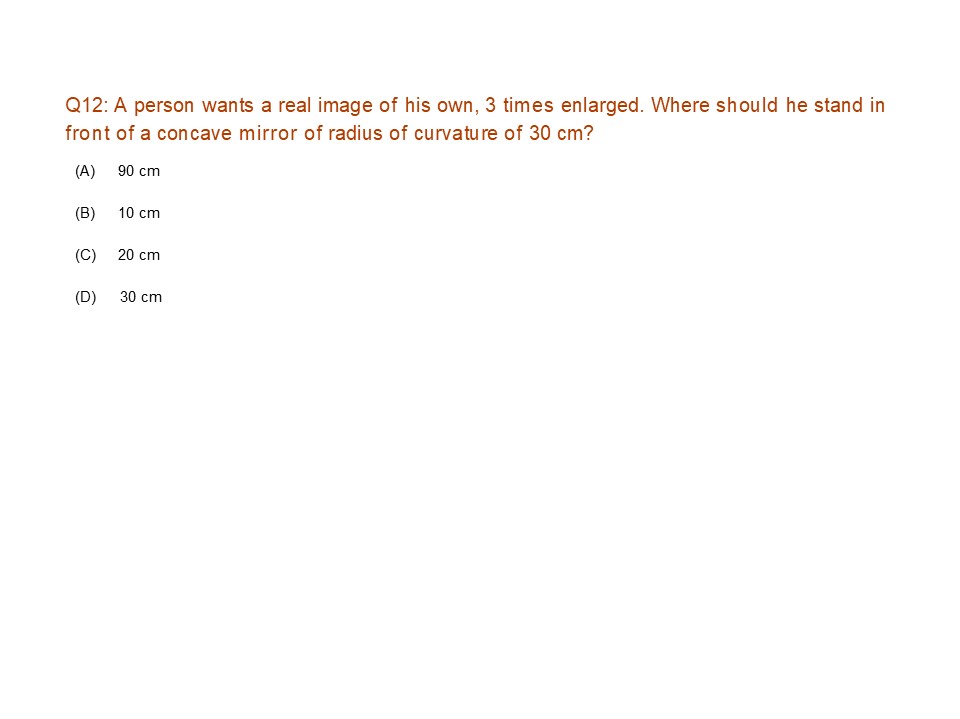 Q12: A person wants a real image of his own, 3 times enlarged. Where should he stand in
front of a concave mirror of radius of curvature of 30 cm?
(A) 90 cm
(B) 10 cm
(C) 20 cm
(D) 30 cm